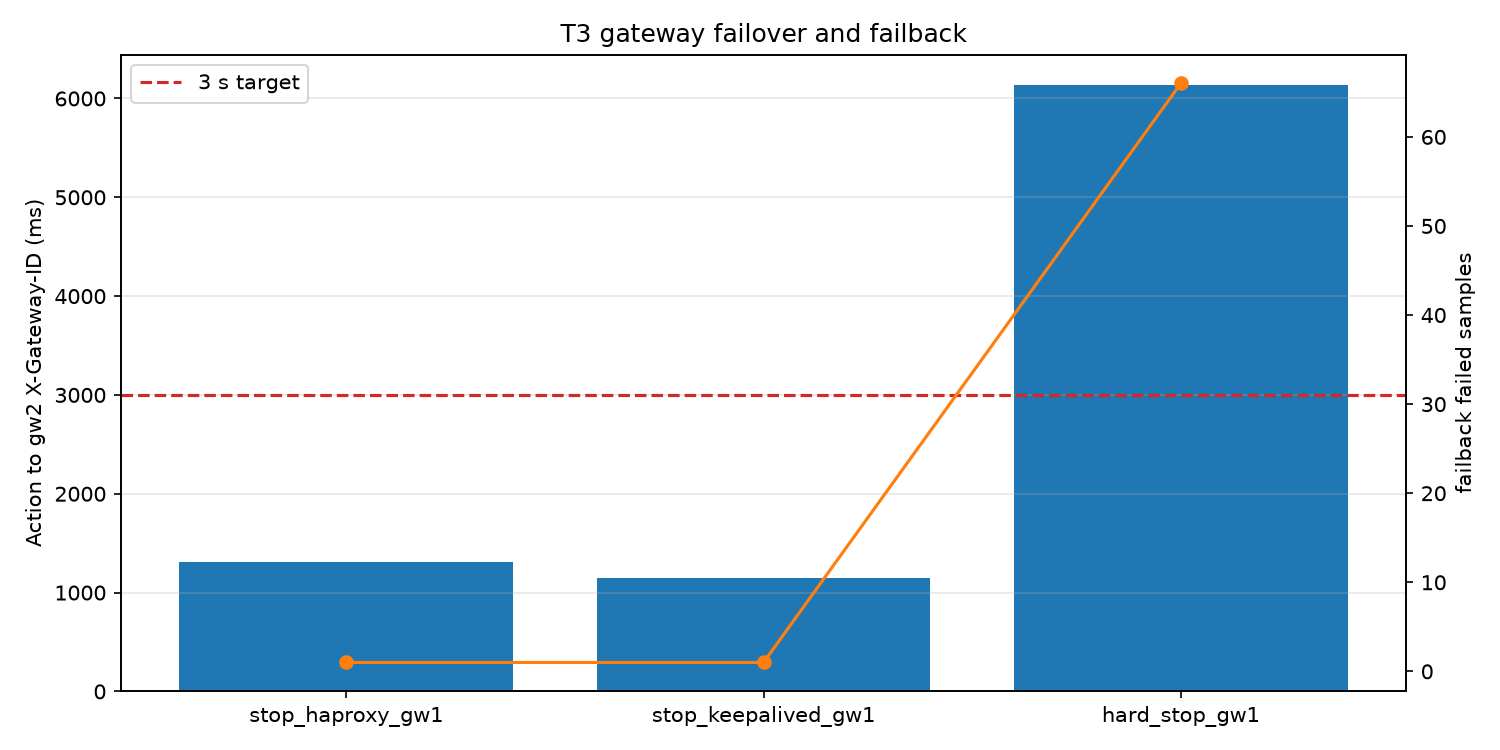 T3 gateway failover and failback
3 s target
Action to gw2 X-Gateway-ID (ms)
6000
5000
4000
3000
2000
1000
0
60
50
40
30
20
10
0
failback failed samples
stop_haproxy_gw1
stop_keepalived_gw1
hard_stop_gw1